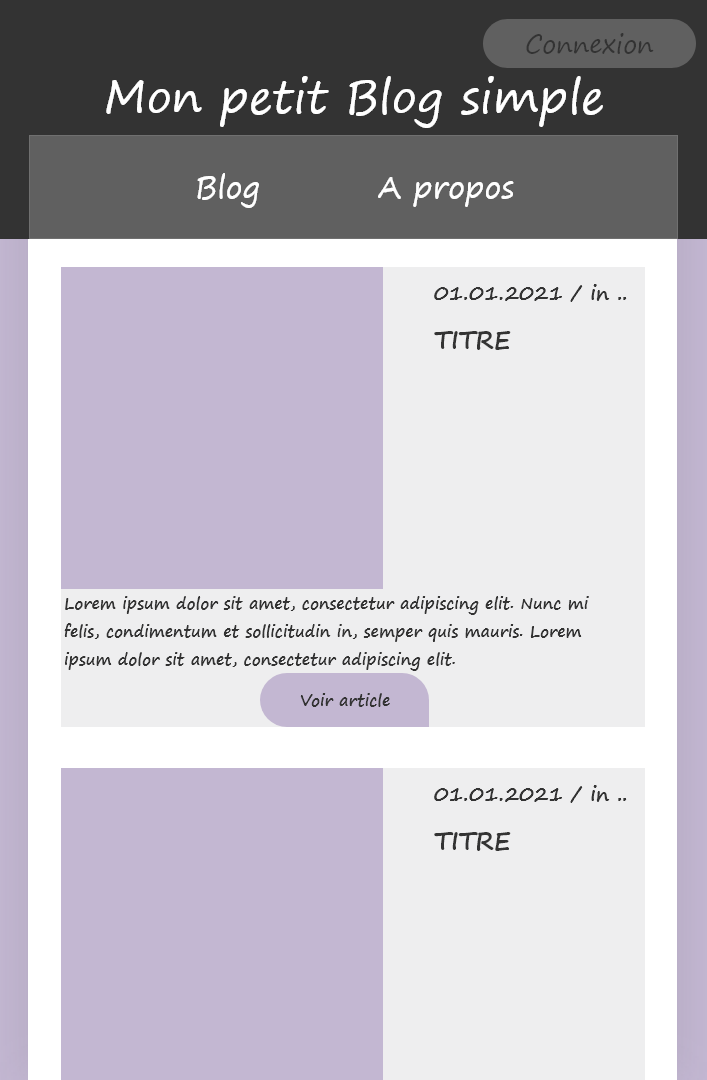 Connexion
Mon petit Blog simple
Blog A propos
01.01.2021 / in ..
TITRE
Lorem ipsum dolor sit amet, consectetur adipiscing elit. Nunc mi
felis, condimentum et sollicitudin in, semper quis mauris. Lorem
ipsum dolor sit amet, consectetur adipiscing elit.
Voir article
01.01.2021 / in ..
TITRE